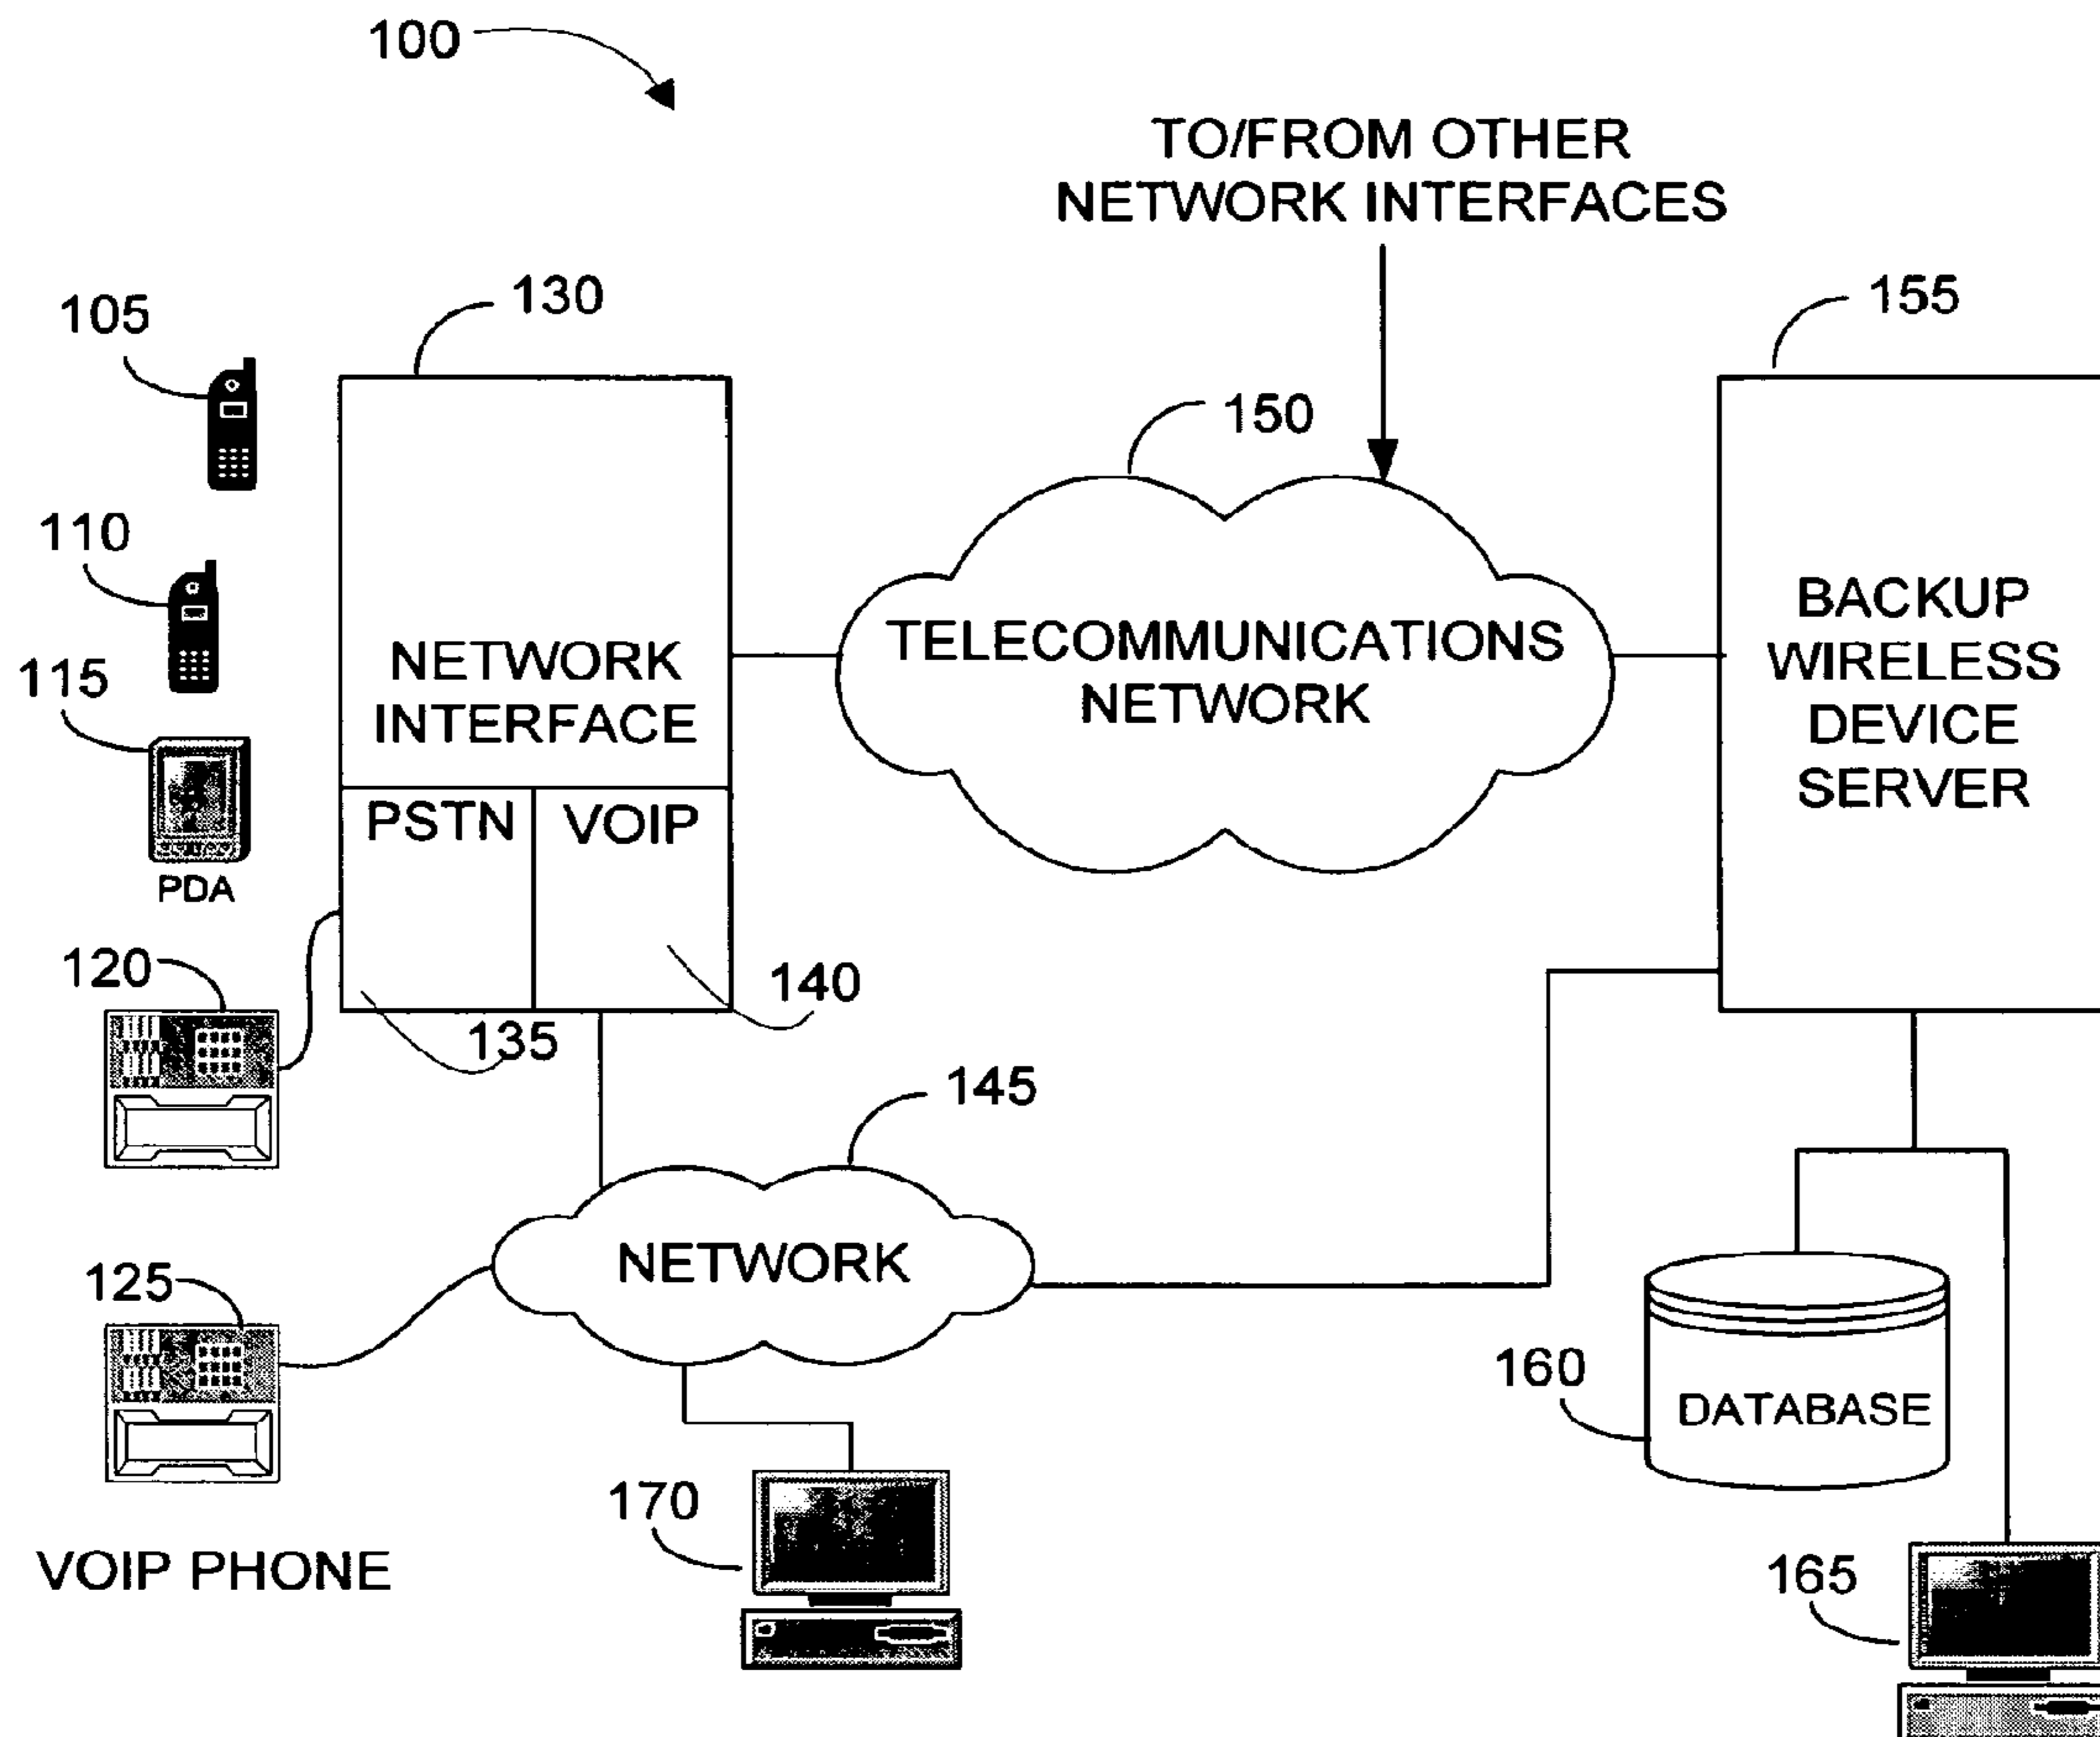 100
TO/FROM OTHER
NETWORK INTERFACES
130
155
105
150
110
BACKUP
WIRELESS
DEVICE
SERVER
TELECOMMUNICATIONS
NETWORK
NETWORK
INTERFACE
115
PSTN
VOIP
PDA
120
140
135
145
NETWORK
125
160
DATABASE
170
VOIP PHONE
165